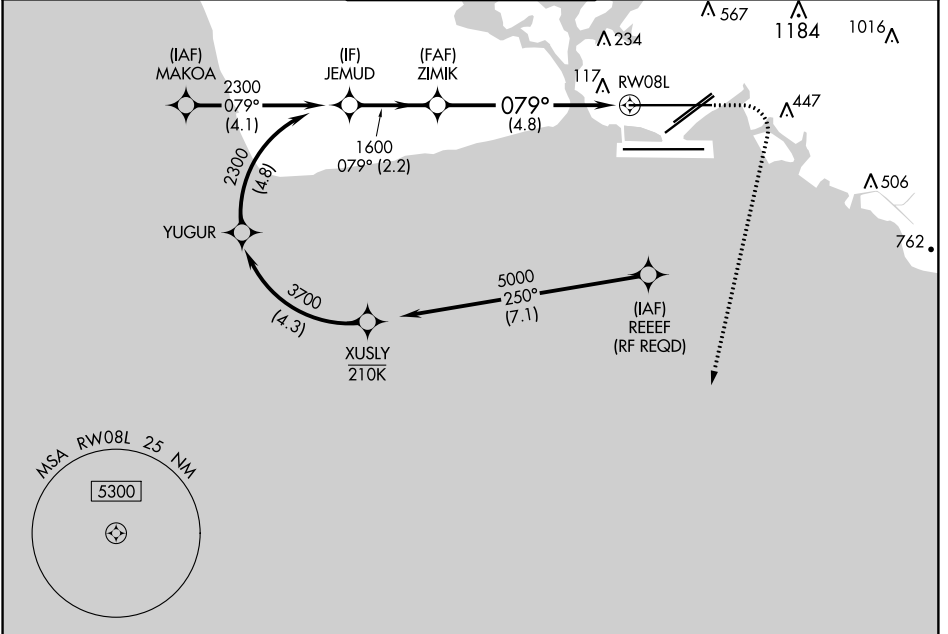 567
1184
1016
234
(IAF)
MAKOA
(IF)
JEMUD
(FAF)
ZIMIK
117
RW08L
2300
079°
(4.1)
079°
(4.8)
447
1600
079° (2.2)
2300
(4.8)
506
YUGUR
762
5000
250°
(7.1)
3700
(4.3)
(IAF)
REEEF
(RF REQD)
XUSLY
210K
MSA RW08L 25 NM
5300